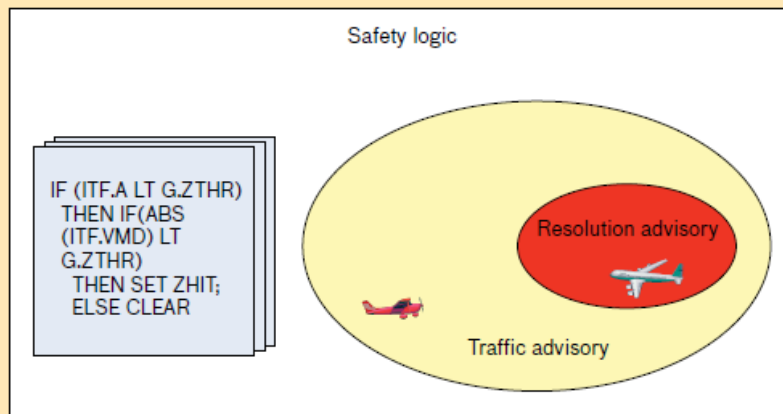 Safety logic
IF (ITF.A LT G.ZTHR)
THEN IF(ABS
(ITF.VMD) LT
G.ZTHR)
THEN SET ZHIT;
ELSE CLEAR
Resolution advisory
Traffic advisory